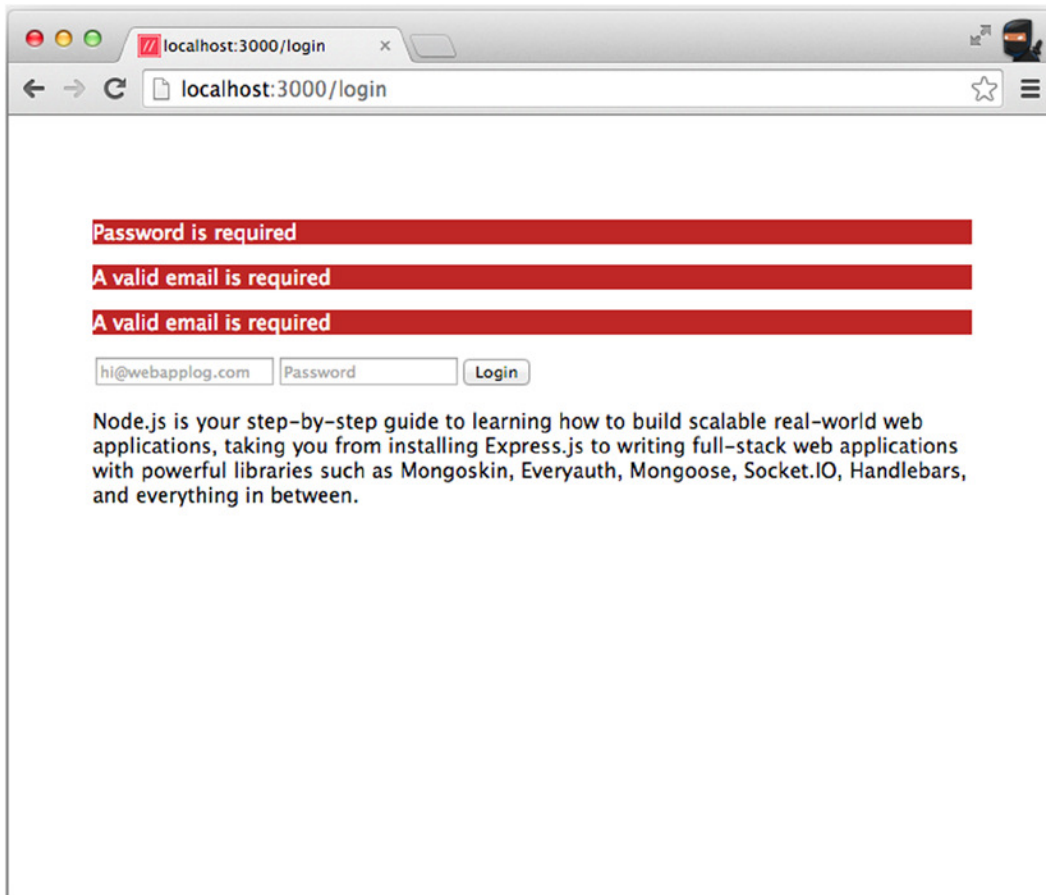 localhost:3000/login
localhost:3000/login
Password is required
A valid email is required
A valid email is required
hi@webapplog.com Password Login
Node.js is your step-by-step guide to learning how to build scalable real-world web
applications, taking you from installing Express.js to writing full-stack web applications
with powerful libraries such as Mongoskin, Everyauth, Mongoose, Socket.IO, Handlebars,
and everything in between.